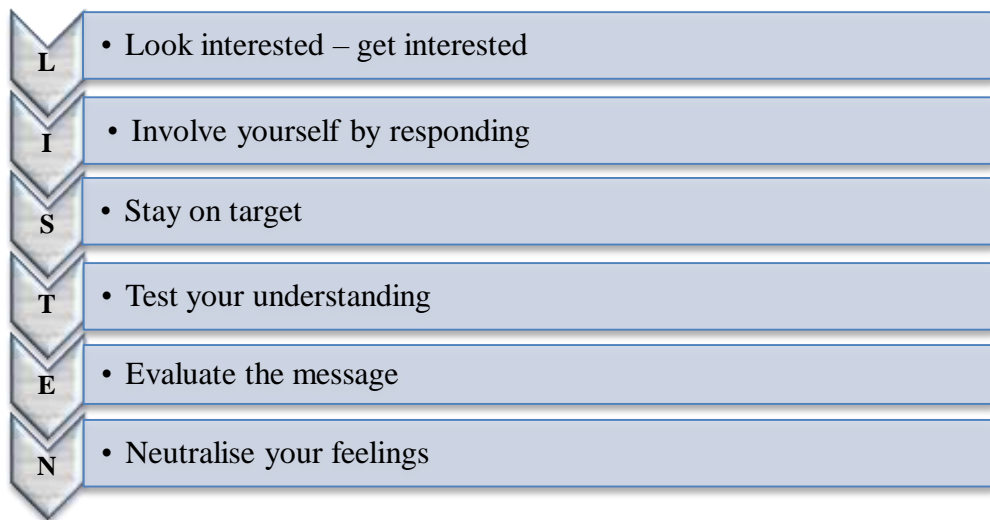 L • Look interested – get interested
I • Involve yourself by responding
S • Stay on target
T • Test your understanding
E • Evaluate the message
N • Neutralise your feelings